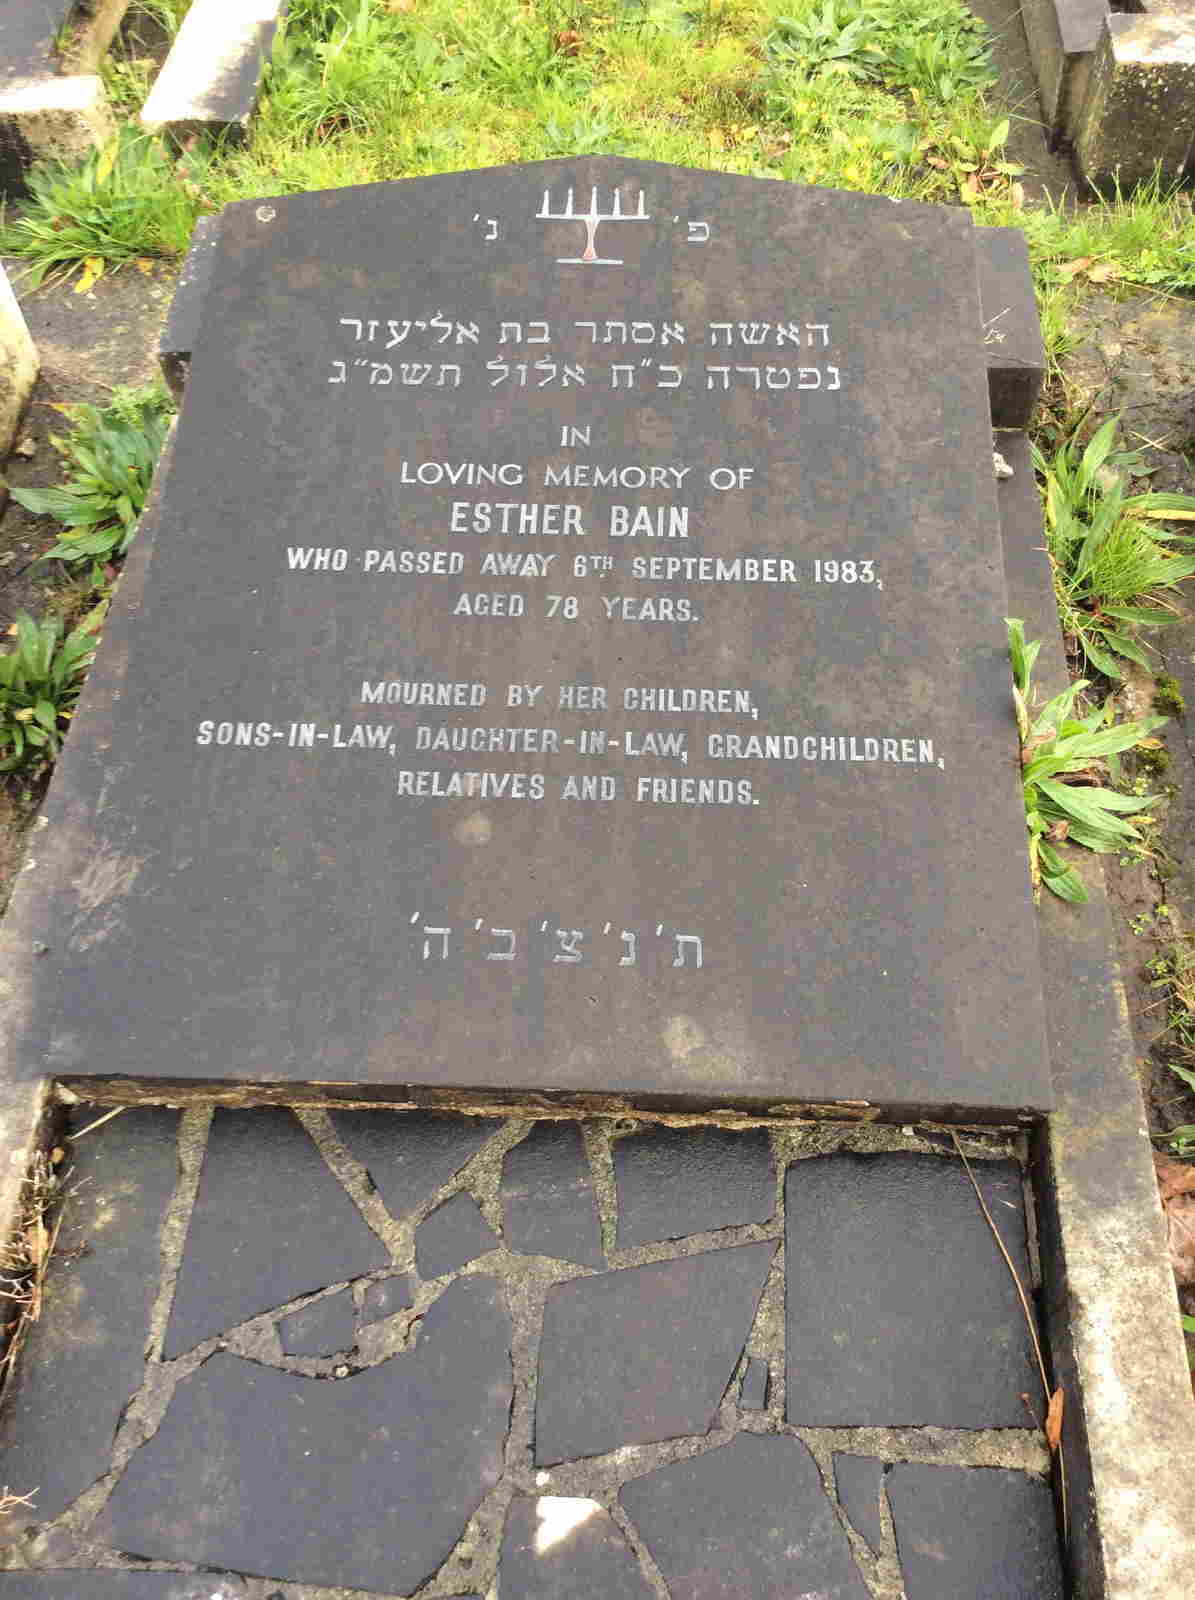 פ' נ'
האשה אסתר בת אליעזר
נפטרה כ"ח אלול תשמ"ג
IN
LOVING MEMORY OF
ESTHER BAIN
WHO PASSED AWAY 6TH SEPTEMBER 1983,
AGED 78 YEARS.
MOURNED BY HER CHILDREN,
SONS-IN-LAW, DAUGHTER-IN-LAW, GRANDCHILDREN,
RELATIVES AND FRIENDS.
ת' נ' צ' ב' ה'